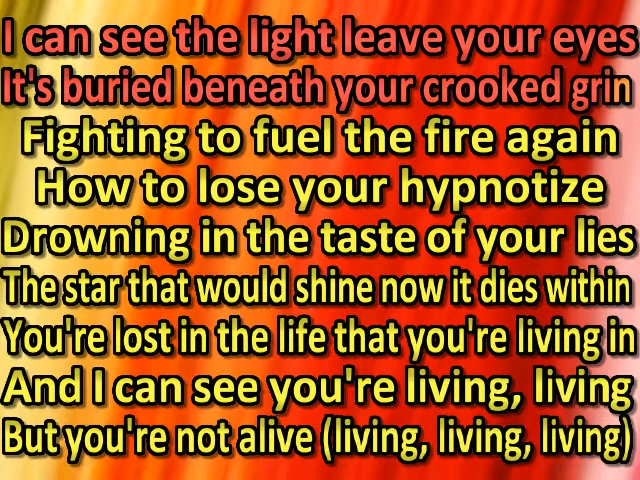 I can see the light leave your eyes
It's buried beneath your crooked grin
Fighting to fuel the fire again
How to lose your hypnotize
Drowning in the taste of your lies
The star that would shine now it dies within
You're lost in the life that you're living in
And I can see you're living, living
But you're not alive (living, living, living)